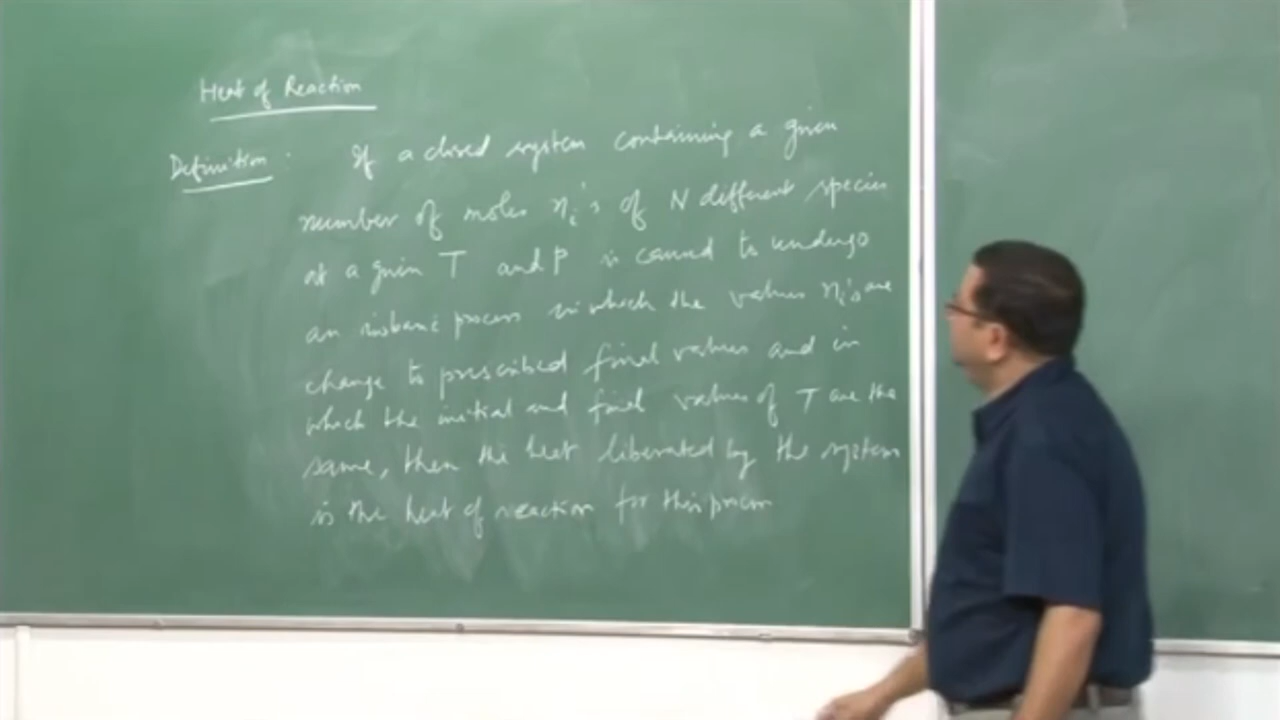 Heat of Reaction
Definition : If a closed system containing a given
number of moles ni's of N different species
at a given T and P is caused to undergo
an isobaric process in which the values ni's are
change to prescribed final values and in
which the initial and final values of T are the
same, then the heat liberated by the system
is the heat of reaction for this process